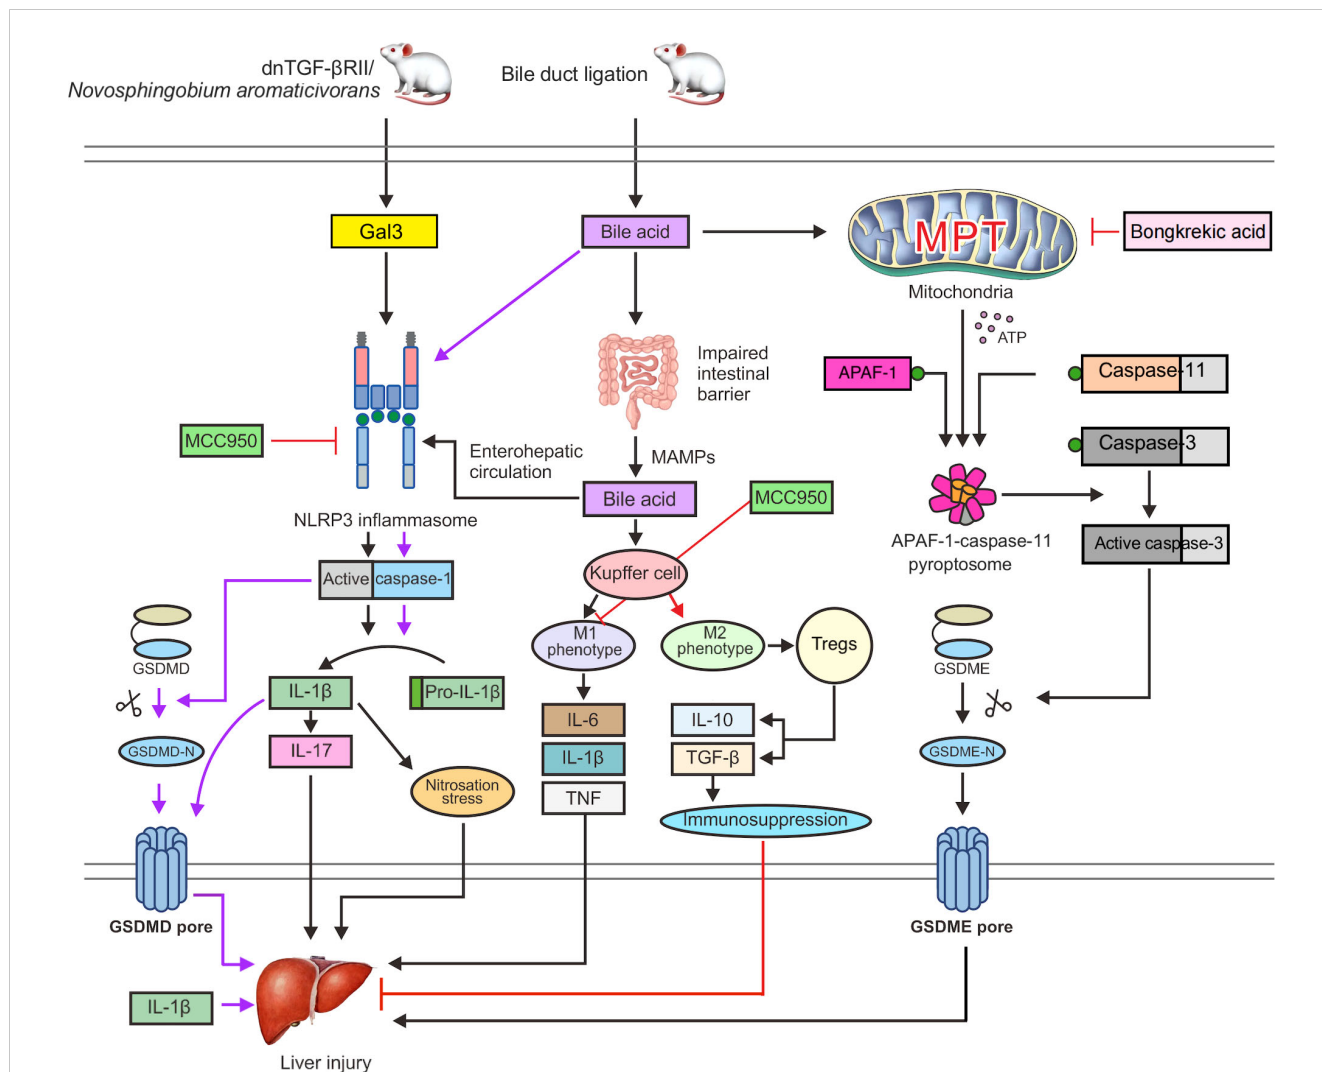 dnTGF-βRII/
Novosphingobium aromaticivorans
Bile duct ligation
Gal3
Bile acid
MPT
Bongkrekic acid
Mitochondria
ATP
Impaired
intestinal
barrier
APAF-1
Caspase-11
MCC950
Enterohepatic
circulation
MAMPs
Caspase-3
Bile acid
MCC950
NLRP3 inflammasome
APAF-1-caspase-11
pyroptosome
Active caspase-3
Active caspase-1
Kupffer cell
GSDMD
M1
phenotype
M2
phenotype
Tregs
GSDME
IL-1β
Pro-IL-1β
IL-6
IL-10
GSDMD-N
IL-17
IL-1β
TGF-β
GSDME-N
Nitrosation
stress
TNF
Immunosuppression
GSDMD pore
GSDME pore
IL-1β
Liver injury